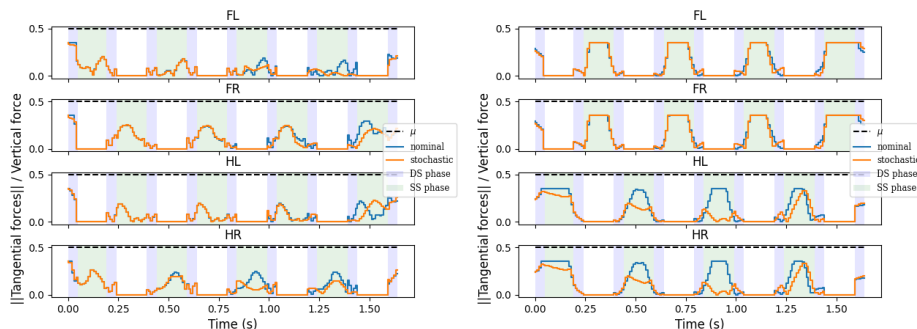 FL
0.5
0.0
FR
0.5
0.0
HL
0.5
0.0
HR
0.5
0.0
0.00 0.25 0.50 0.75 1.00 1.25 1.50
Time (s)
||Tangential forces|| / Vertical force
μ
nominal
stochastic
DS phase
SS phase
FL
0.5
0.0
FR
0.5
0.0
HL
0.5
0.0
HR
0.5
0.0
0.00 0.25 0.50 0.75 1.00 1.25 1.50
Time (s)
||Tangential forces|| / Vertical force
μ
nominal
stochastic
DS phase
SS phase